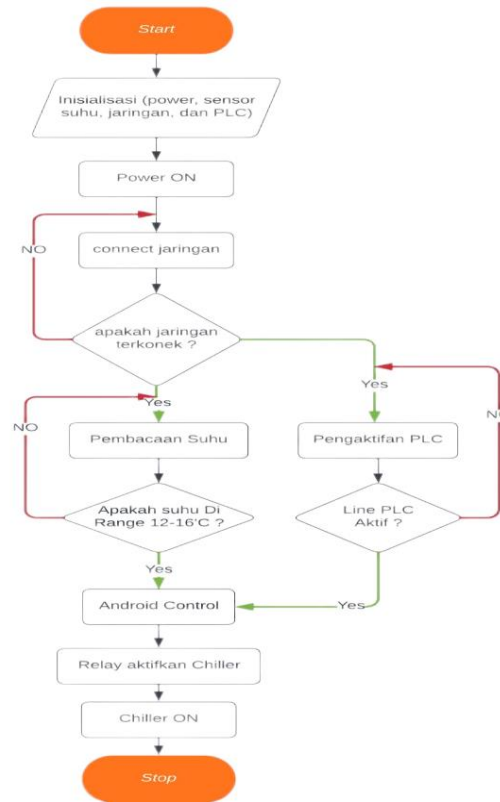 Start
Inisialisasi (power, sensor
suhu, jaringan, dan PLC)
Power ON
NO
connect jaringan
apakah jaringan
terkonek ?
Yes
Yes
NO
NO
Pembacaan Suhu
Pengaktifan PLC
Apakah suhu Di
Range 12-16'C ?
Line PLC
Aktif ?
Yes
Android Control
Yes
Relay aktifkan Chiller
Chiller ON
Stop